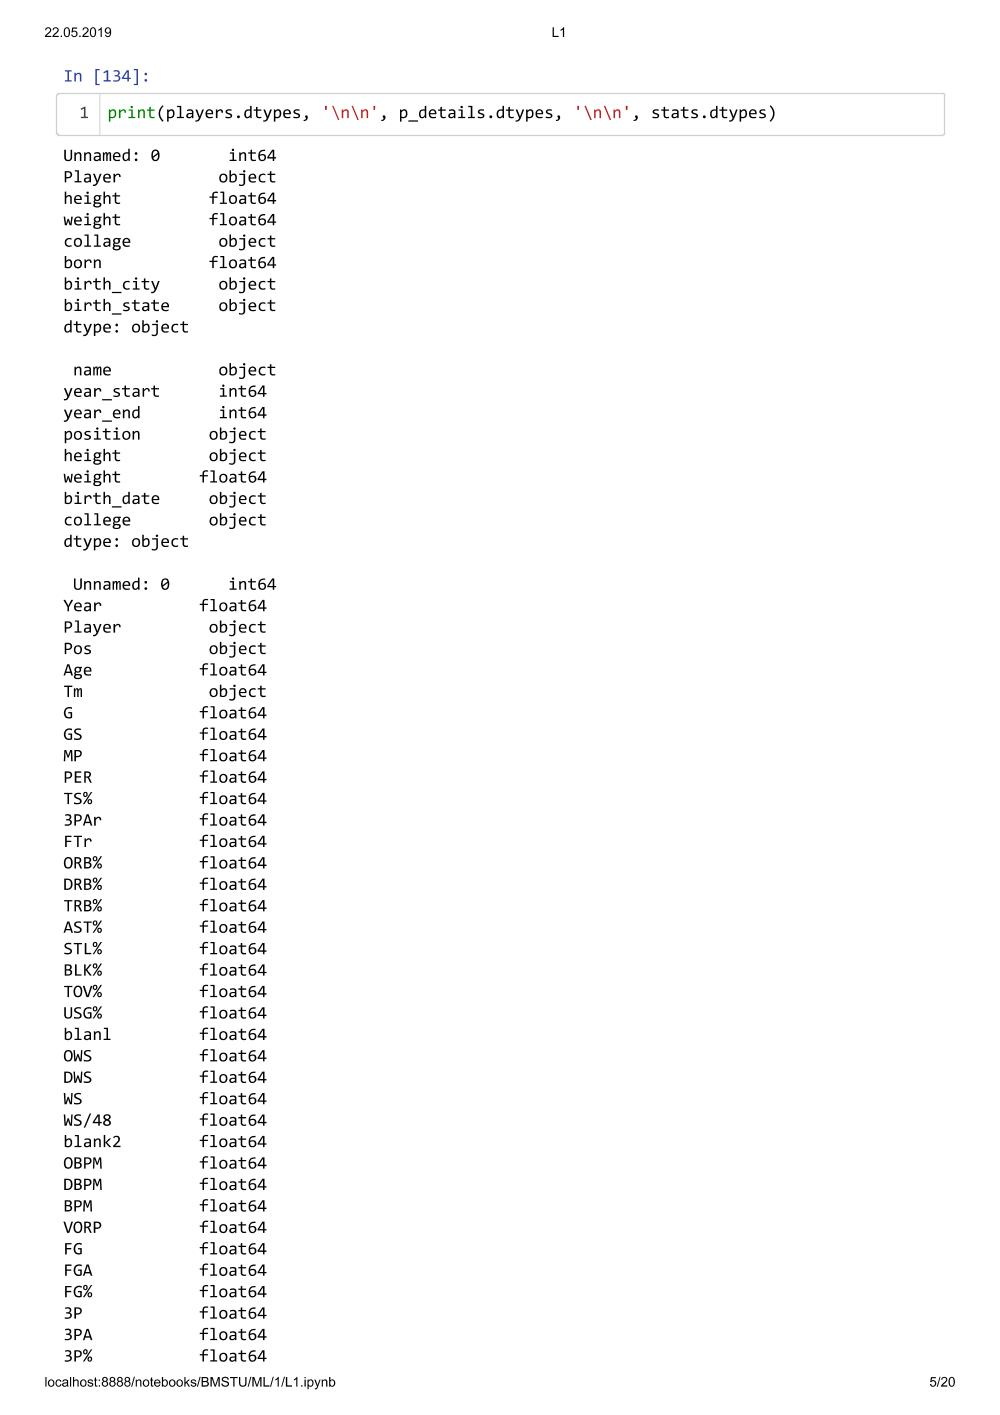 22.05.2019 L1
In [134]:
1 print(players.dtypes, '\n\n', p_details.dtypes, '\n\n', stats.dtypes)
Unnamed: 0 int64
Player object
height float64
weight float64
collage object
born float64
birth_city object
birth_state object
dtype: object
name object
year_start int64
year_end int64
position object
height object
weight float64
birth_date object
college object
dtype: object
Unnamed: 0 int64
Year float64
Player object
Pos object
Age float64
Tm object
G float64
GS float64
MP float64
PER float64
TS% float64
3PAr float64
FTr float64
ORB% float64
DRB% float64
TRB% float64
AST% float64
STL% float64
BLK% float64
TOV% float64
USG% float64
blanl float64
OWS float64
DWS float64
WS float64
WS/48 float64
blank2 float64
OBPM float64
DBPM float64
BPM float64
VORP float64
FG float64
FGA float64
FG% float64
3P float64
3PA float64
3P% float64
localhost:8888/notebooks/BMSTU/ML/1/L1.ipynb 5/20